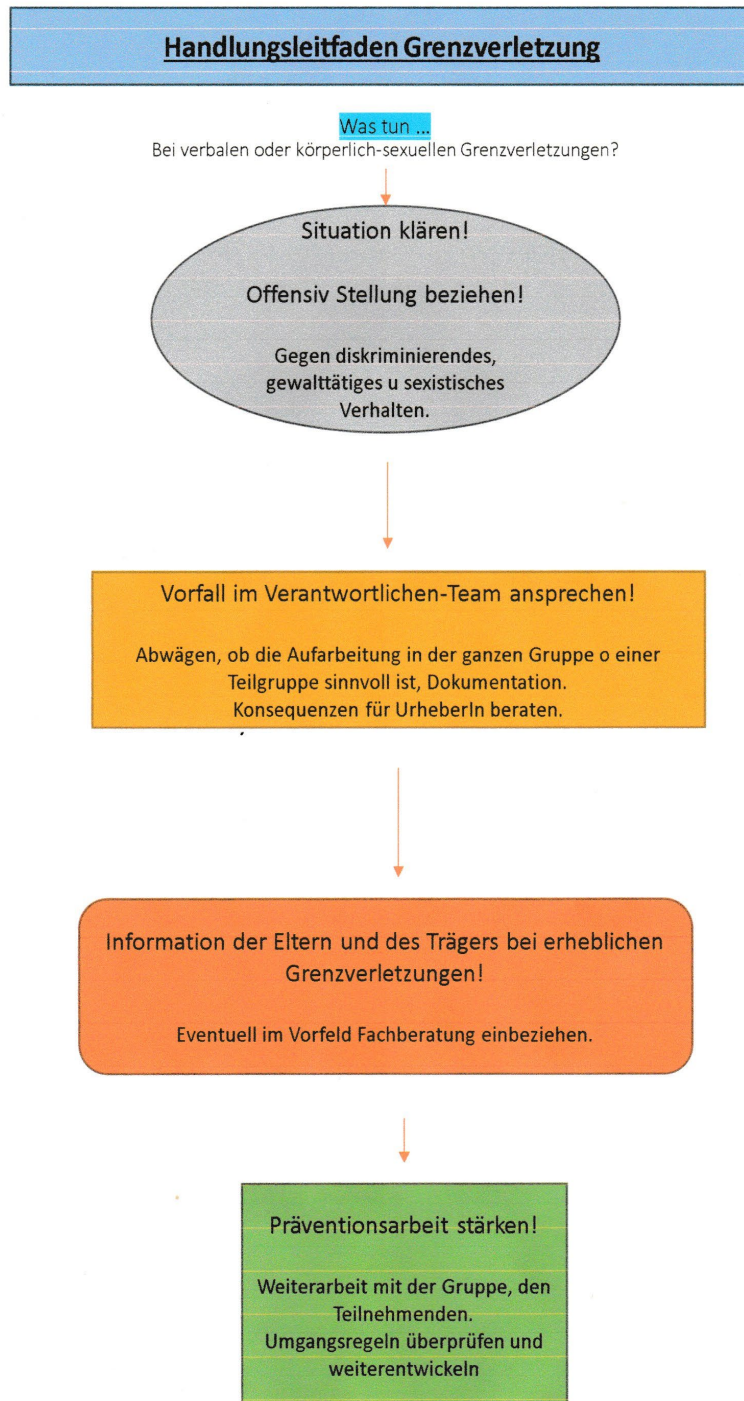 Handlungsleitfaden Grenzverletzung
Was tun ...
Bei verbalen oder körperlich-sexuellen Grenzverletzungen?
Situation klären!
Offensiv Stellung beziehen!
Gegen diskriminierendes,
gewalttätiges u sexistisches
Verhalten.
Vorfall im Verantwortlichen-Team ansprechen!
Abwägen, ob die Aufarbeitung in der ganzen Gruppe o einer
Teilgruppe sinnvoll ist, Dokumentation.
Konsequenzen für UrheberIn beraten.
Information der Eltern und des Trägers bei erheblichen
Grenzverletzungen!
Eventuell im Vorfeld Fachberatung einbeziehen.
Präventionsarbeit stärken!
Weiterarbeit mit der Gruppe, den
Teilnehmenden.
Umgangsregeln überprüfen und
weiterentwickeln